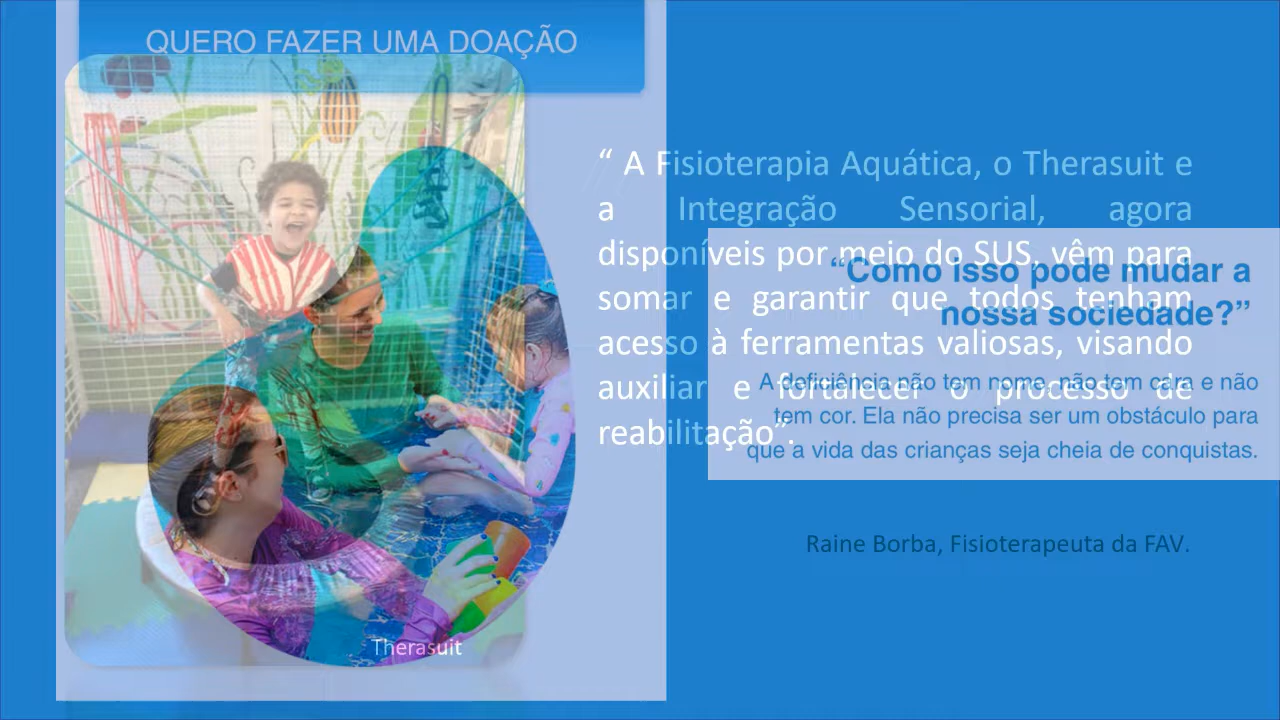 QUERO FAZER UMA DOAÇÃO
“ A Fisioterapia Aquática, o Therasuit e
a Integração Sensorial, agora
disponíveis por meio do SUS, vêm para
somar e garantir que todos tenham
acesso à ferramentas valiosas, visando
auxiliar e fortalecer o processo de
reabilitação”.
“Como isso pode mudar a
nossa sociedade?”
A deficiência não tem nome, não tem cara e não
tem cor. Ela não precisa ser um obstáculo para
que a vida das crianças seja cheia de conquistas.
Raine Borba, Fisioterapeuta da FAV.
Therasuit